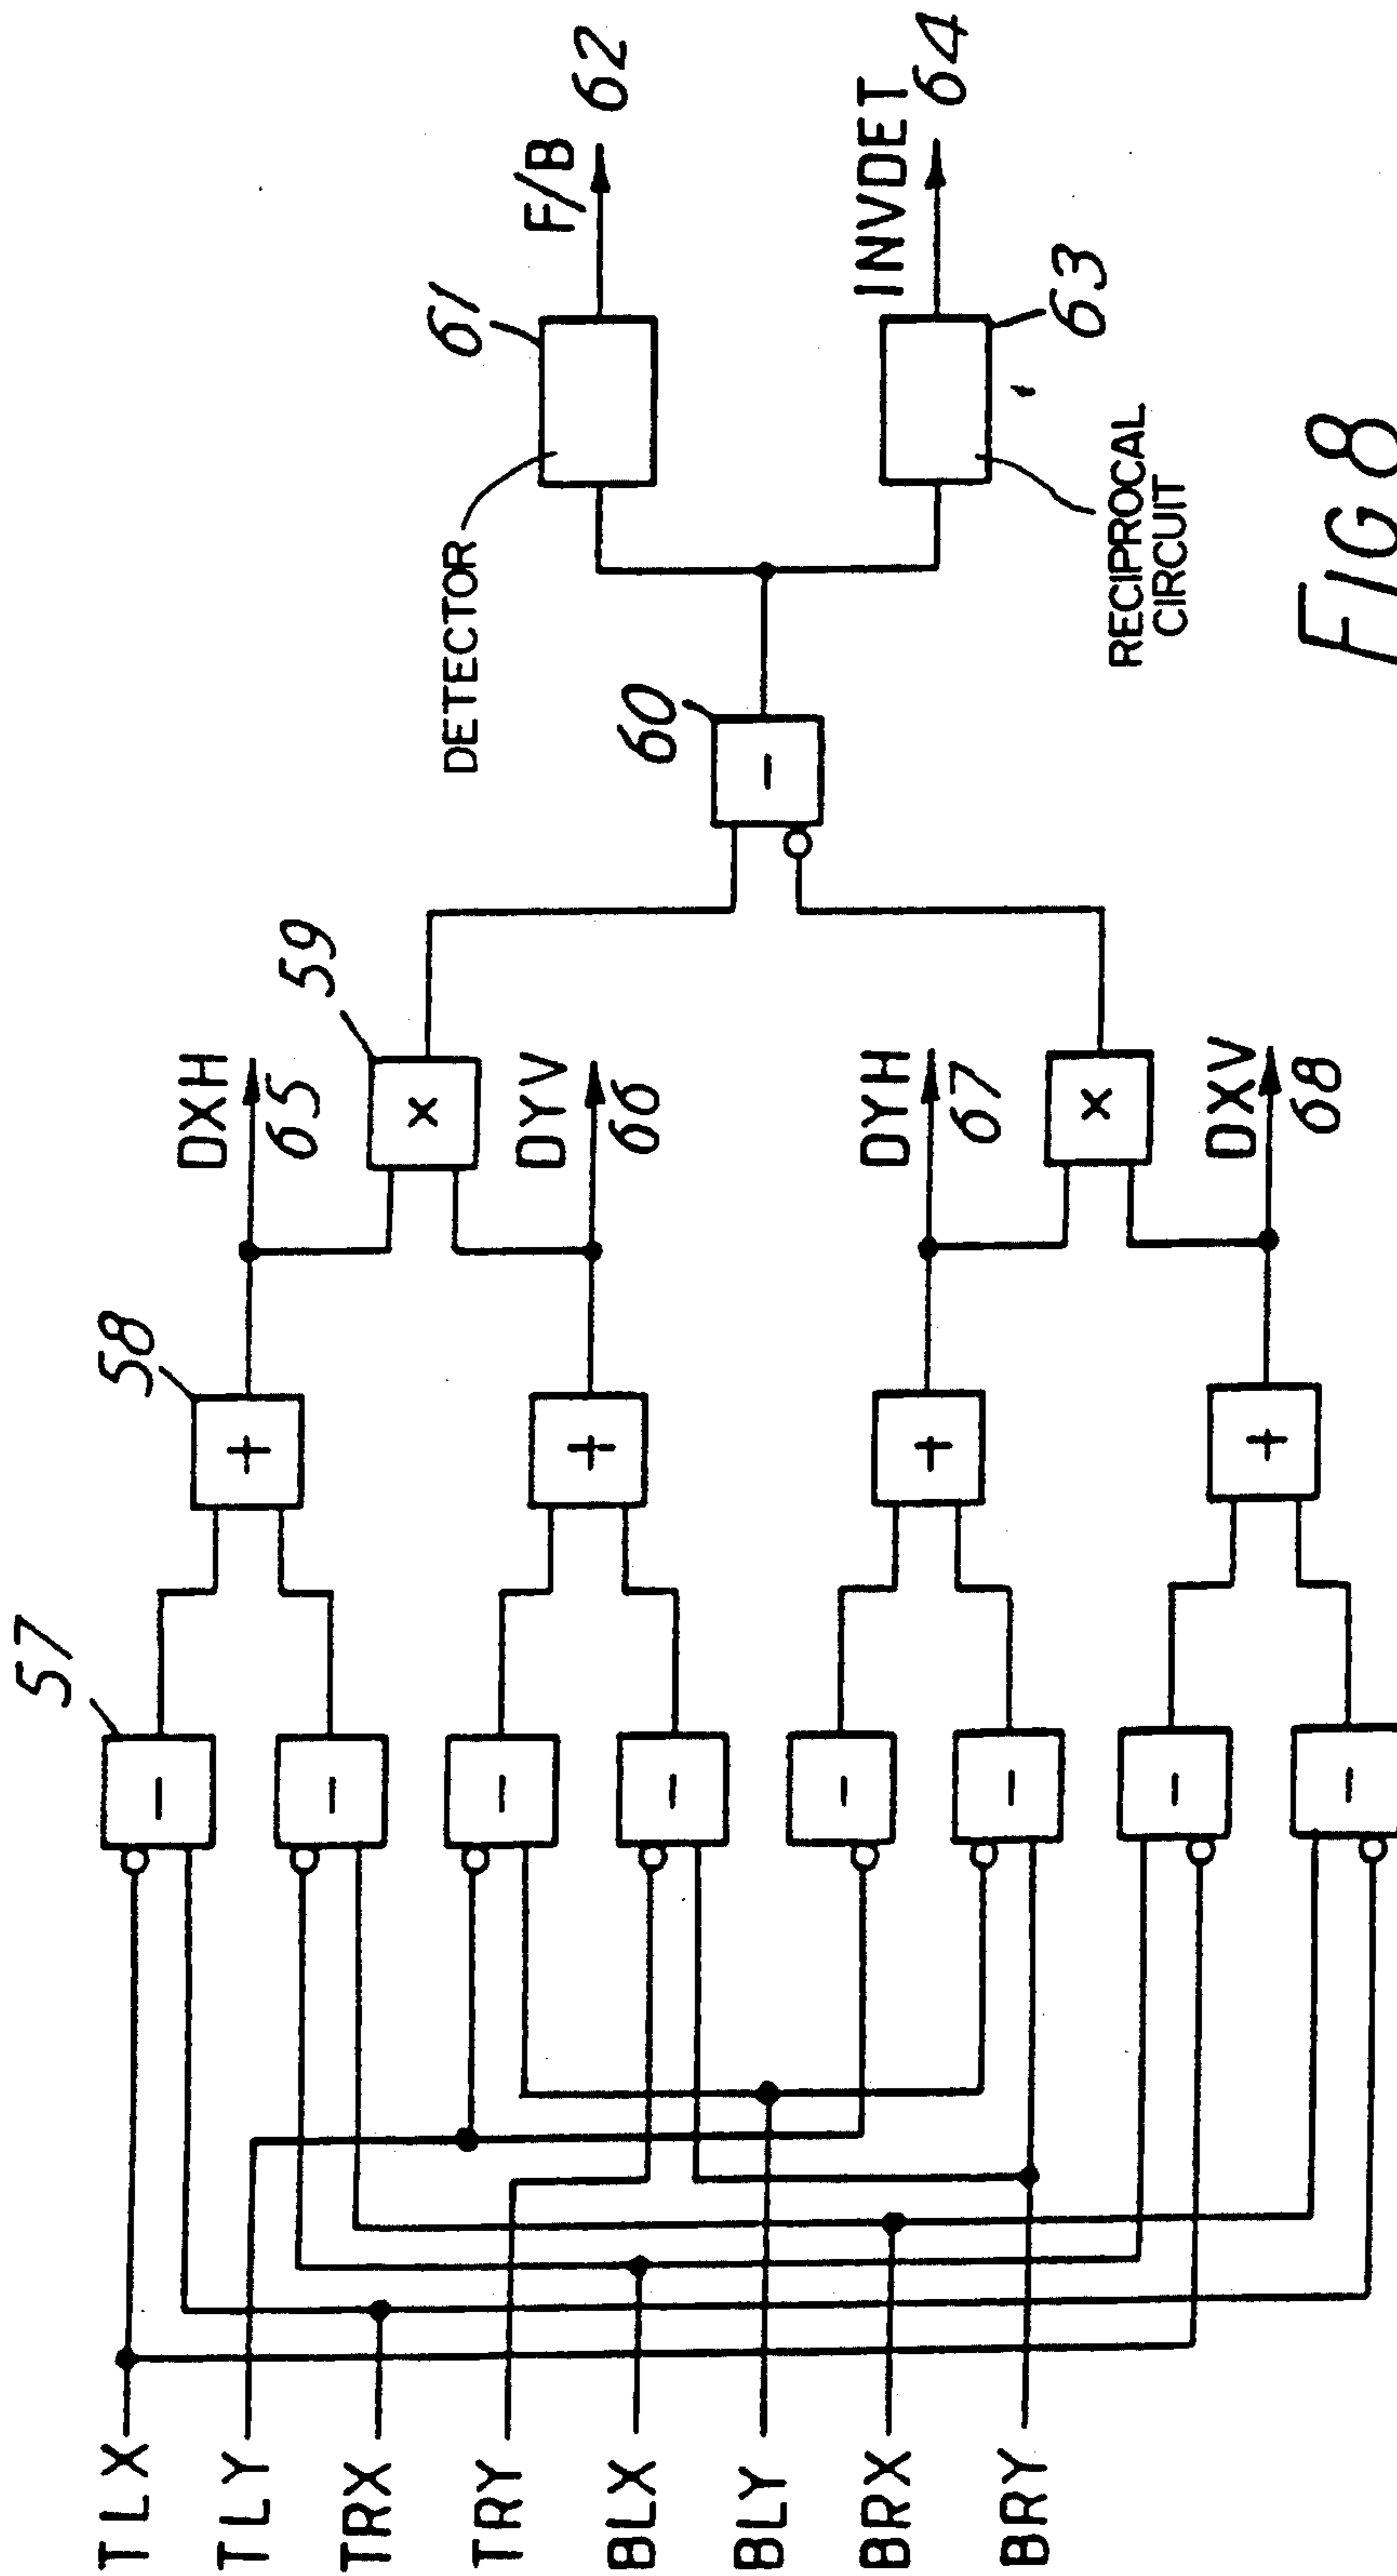 TLX
TLY
TRX
TRY
BLX
BLY
BRX
BRY
57
−
−
−
−
−
−
−
−
58
+
+
+
+
DXH
65
59
×
DYV
66
DYH
67
×
DXV
68
60
−
DETECTOR
61
F/B
62
RECIPROCAL
CIRCUIT
63
INVDET
64
FIG 8